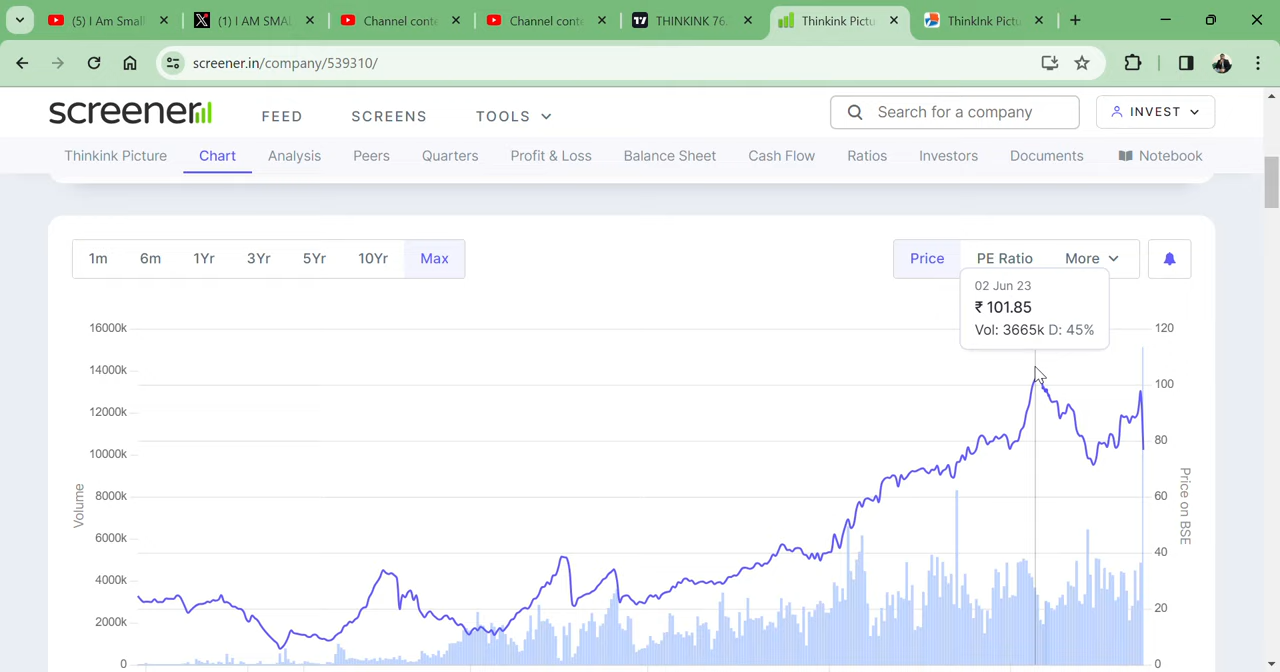 (5) I Am Small
(1) I AM SMAL
Channel conte
Channel conte
THINKINK 76.
Thinkink Pictu
ThinkInk Pictu
screener.in/company/539310/
screener
FEED
SCREENS
TOOLS
Search for a company
INVEST
Thinkink Picture
Chart
Analysis
Peers
Quarters
Profit & Loss
Balance Sheet
Cash Flow
Ratios
Investors
Documents
Notebook
1m
6m
1Yr
3Yr
5Yr
10Yr
Max
Price
PE Ratio
More
02 Jun 23
₹ 101.85
Vol: 3665k D: 45%
16000k
14000k
12000k
10000k
8000k
6000k
4000k
2000k
0
Volume
120
100
80
60
40
20
0
Price on BSE